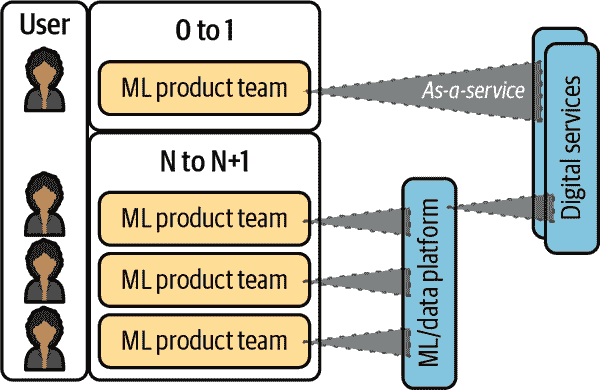 User
0 to 1
ML product team
As-a-service
N to N+1
ML product team
ML product team
ML product team
ML/data platform
Digital services